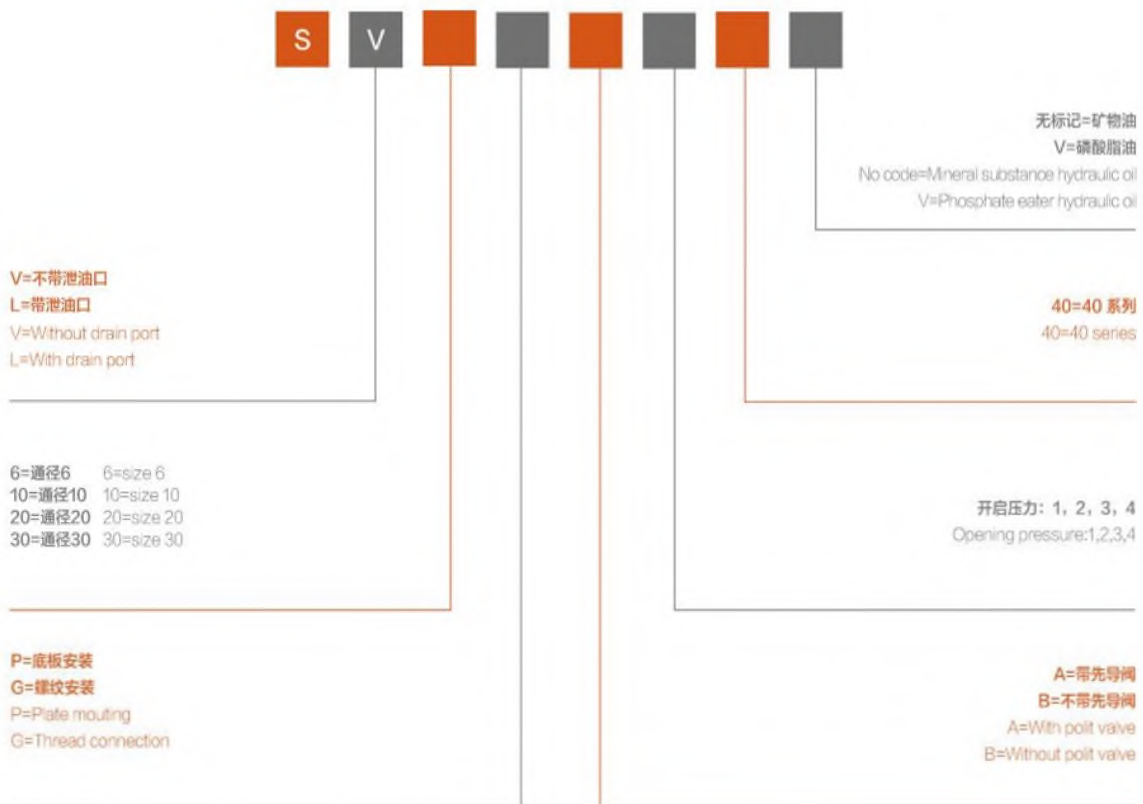 S V
无标记=矿物油
V=磷酸脂油
No code=Mineral substance hydraulic oil
V=Phosphate eater hydraulic oil
V=不带泄油口
L=带泄油口
V=Without drain port
L=With drain port
40=40 系列
40=40 series
6=通径6 6=size 6
10=通径10 10=size 10
20=通径20 20=size 20
30=通径30 30=size 30
开启压力：1，2，3，4
Opening pressure:1,2,3,4
P=底板安装
G=螺纹安装
P=Plate mouting
G=Thread connection
A=带先导阀
B=不带先导阀
A=With polit valve
B=Without polit valve